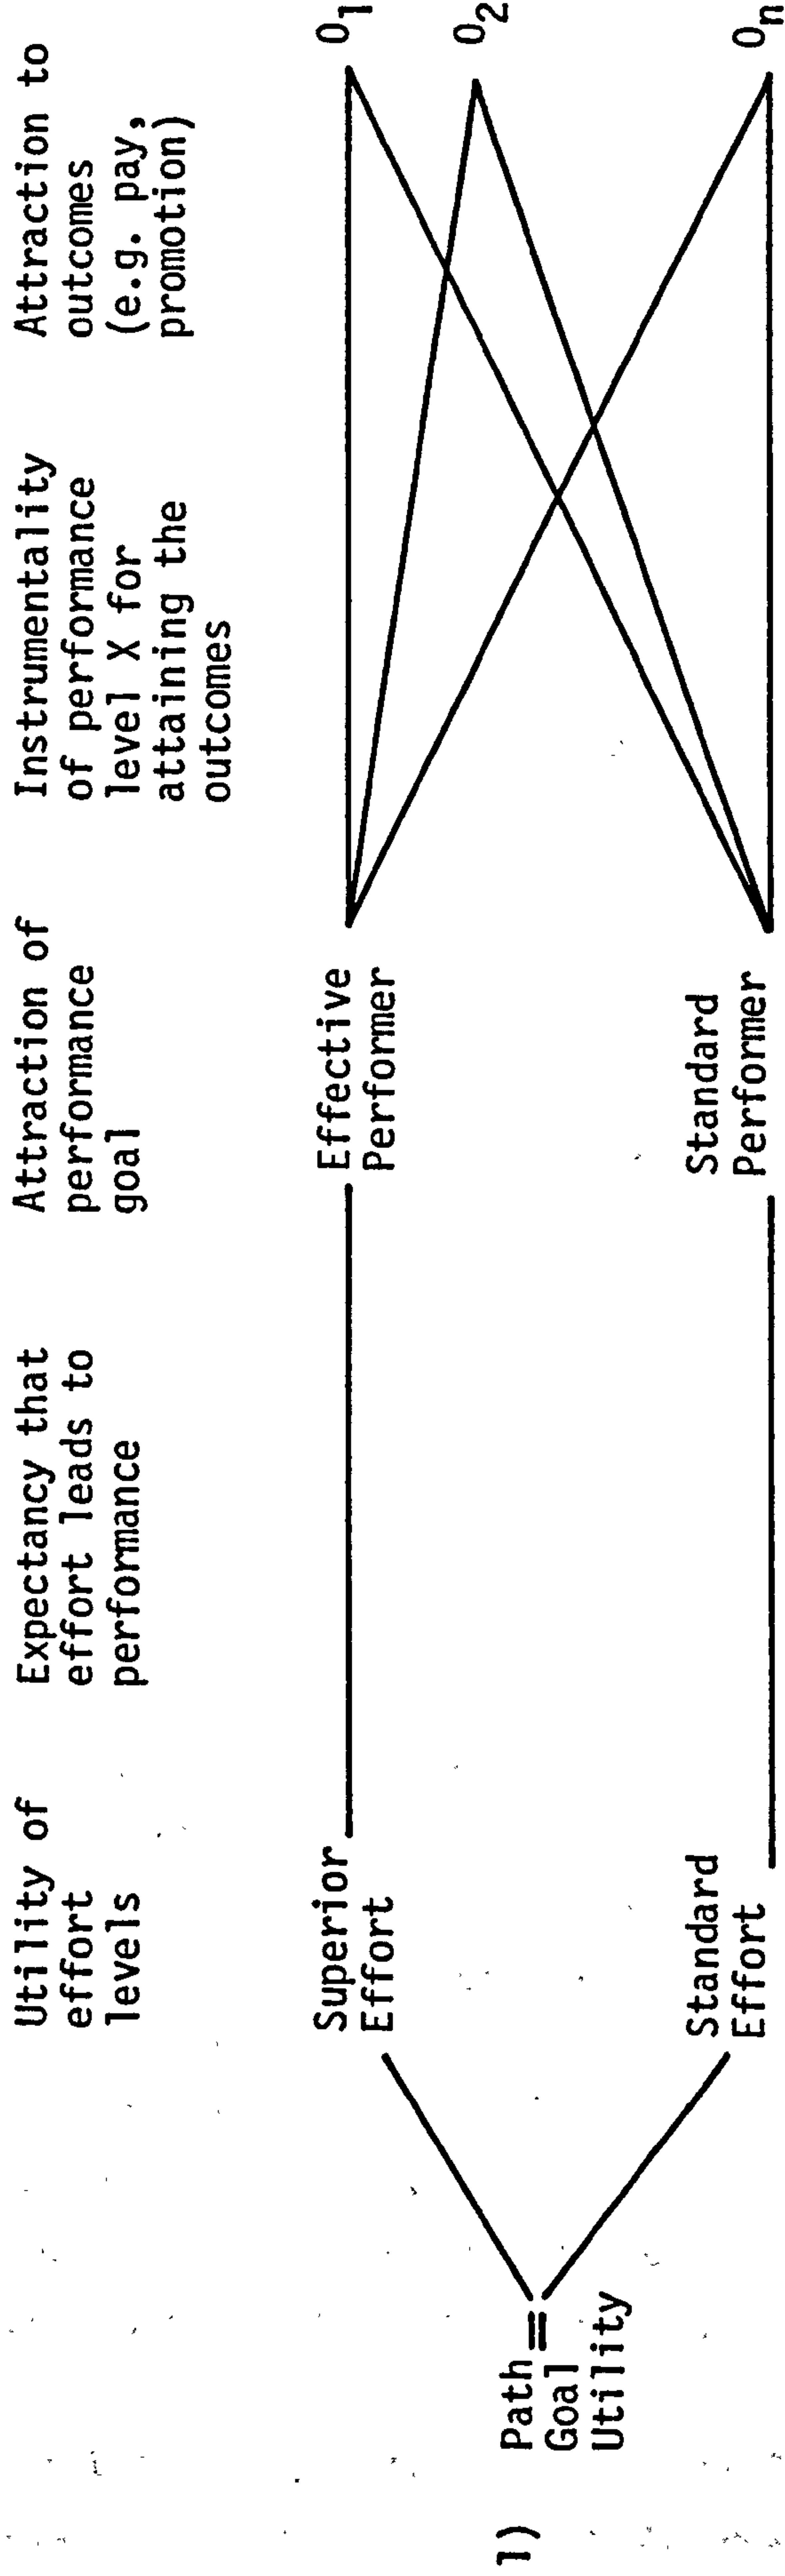 Utility of
effort
levels
Expectancy that
effort leads to
performance
Attraction of
performance
goal
Instrumentality
of performance
level X for
attaining the
outcomes
Attraction to
outcomes
(e.g. pay,
promotion)
1)
Path =
Goal
Utility
Superior
Effort
Effective
Performer
O1
O2
Standard
Effort
Standard
Performer
On